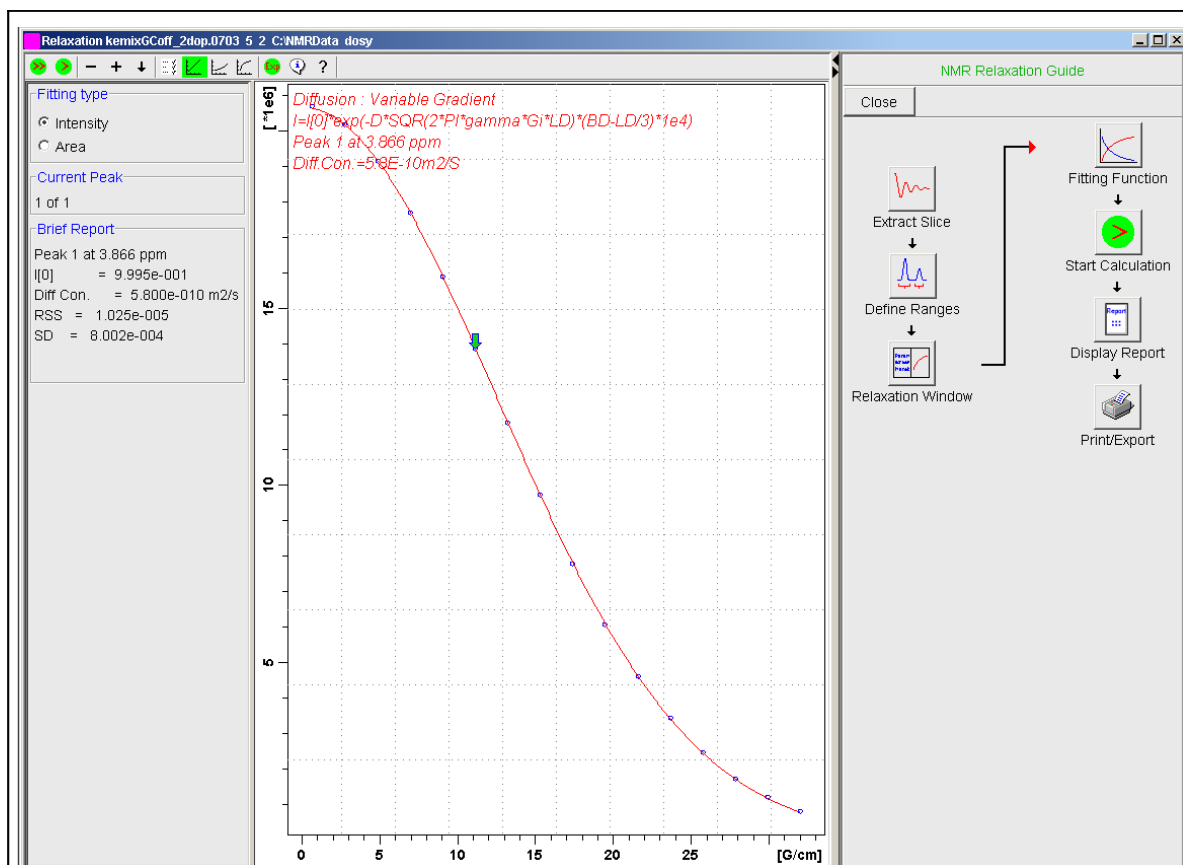 Relaxation kemixGCoff_2dop.0703 5 2 C:\NMRData dosy
Exp
?
Fitting type
Intensity
Area
Current Peak
1 of 1
Brief Report
Peak 1 at 3.866 ppm
I[0] = 9.995e-001
Diff Con. = 5.800e-010 m2/s
RSS = 1.025e-005
SD = 8.002e-004
[*1e6]
Diffusion : Variable Gradient
I=I[0]*exp(-D*SQR(2*PI*gamma*Gi*LD)*(BD-LD/3)*1e4)
Peak 1 at 3.866 ppm
Diff.Con.=5.8E-10m2/S
15
10
5
0 5 10 15 20 25 [G/cm]
NMR Relaxation Guide
Close
Extract Slice
Define Ranges
Relaxation Window
Fitting Function
Start Calculation
Report
Display Report
Print/Export